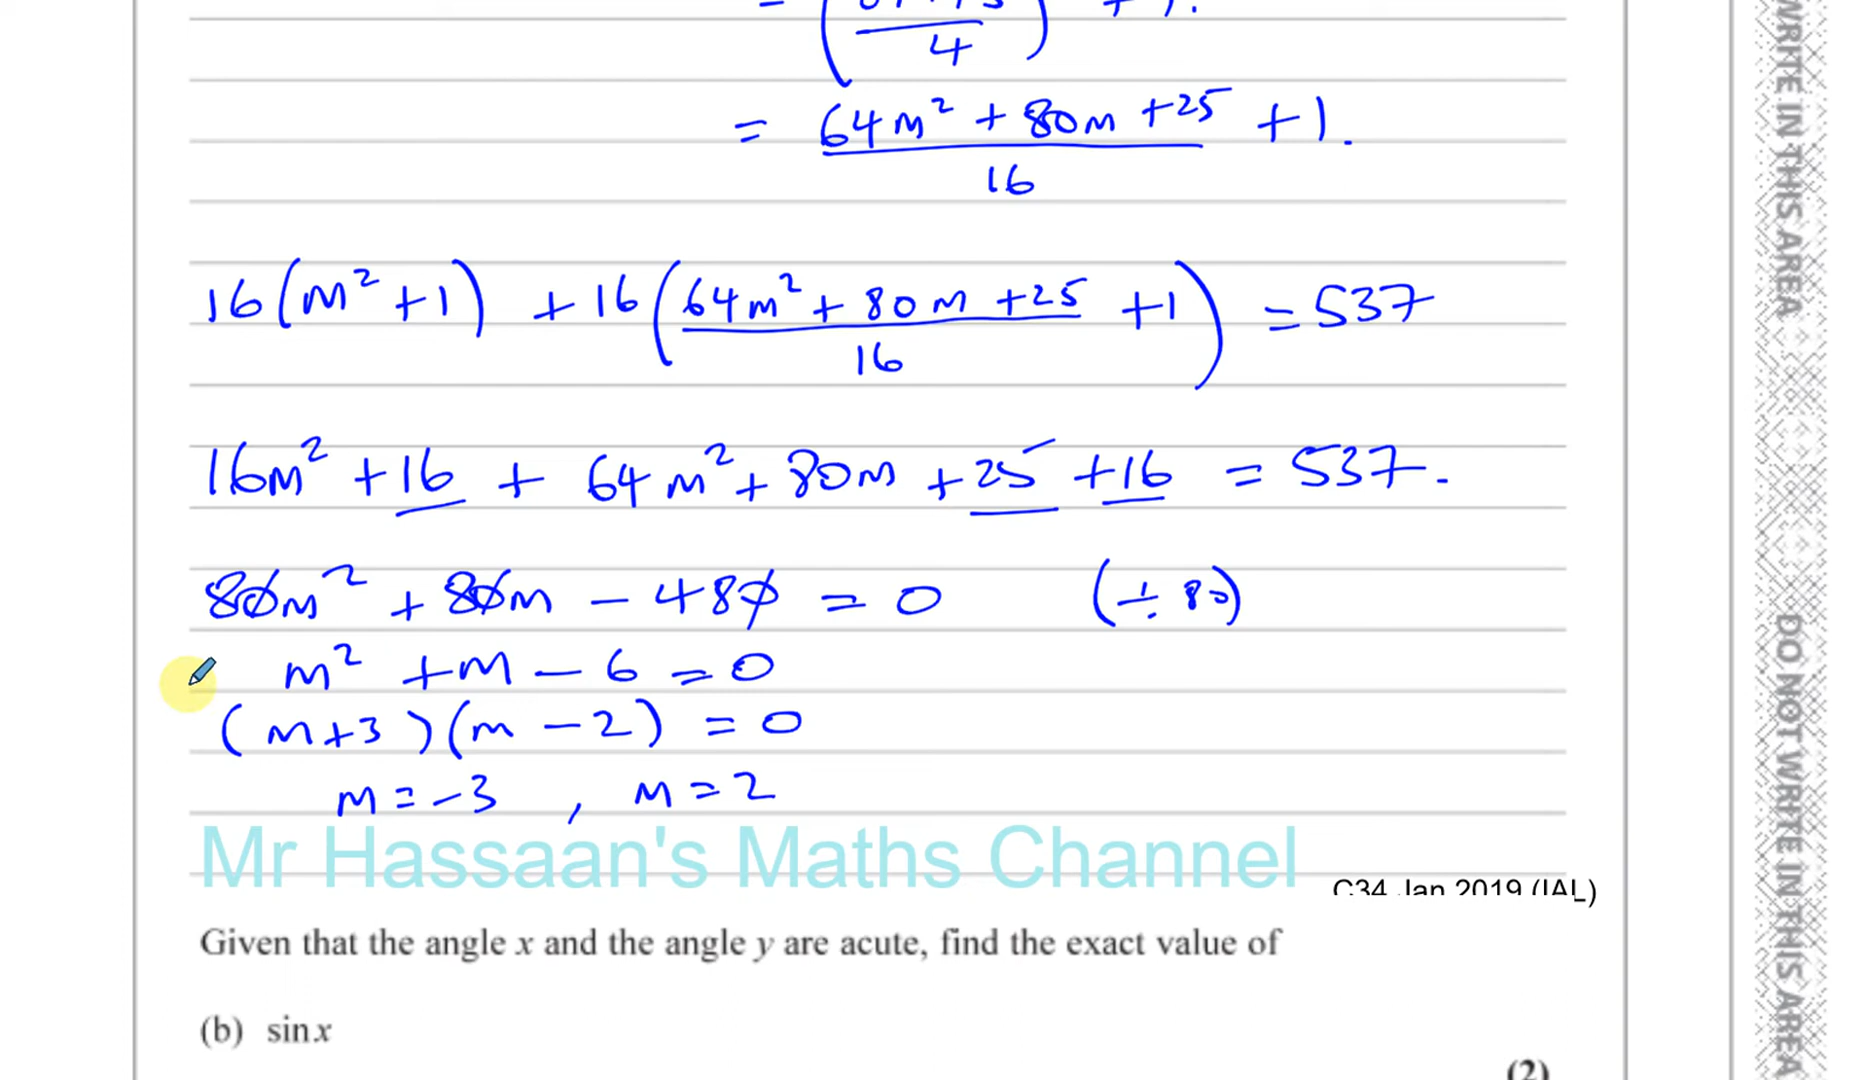 4
= 64m² + 80m + 25 + 1.
16
16(m² + 1) + 16(64m² + 80m + 25 + 1) = 537
16
16m² + 16 + 64m² + 80m + 25 + 16 = 537.
80m² + 80m - 480 = 0 (÷ 80)
m² + m - 6 = 0
(m+3)(m - 2) = 0
m = -3 , m = 2
Mr Hassaan's Maths Channel
C34 Jan 2019 (IAL)
Given that the angle x and the angle y are acute, find the exact value of
(b) sin x
(2)
WRITE IN THIS AREA
DO NOT WRITE IN THIS AREA